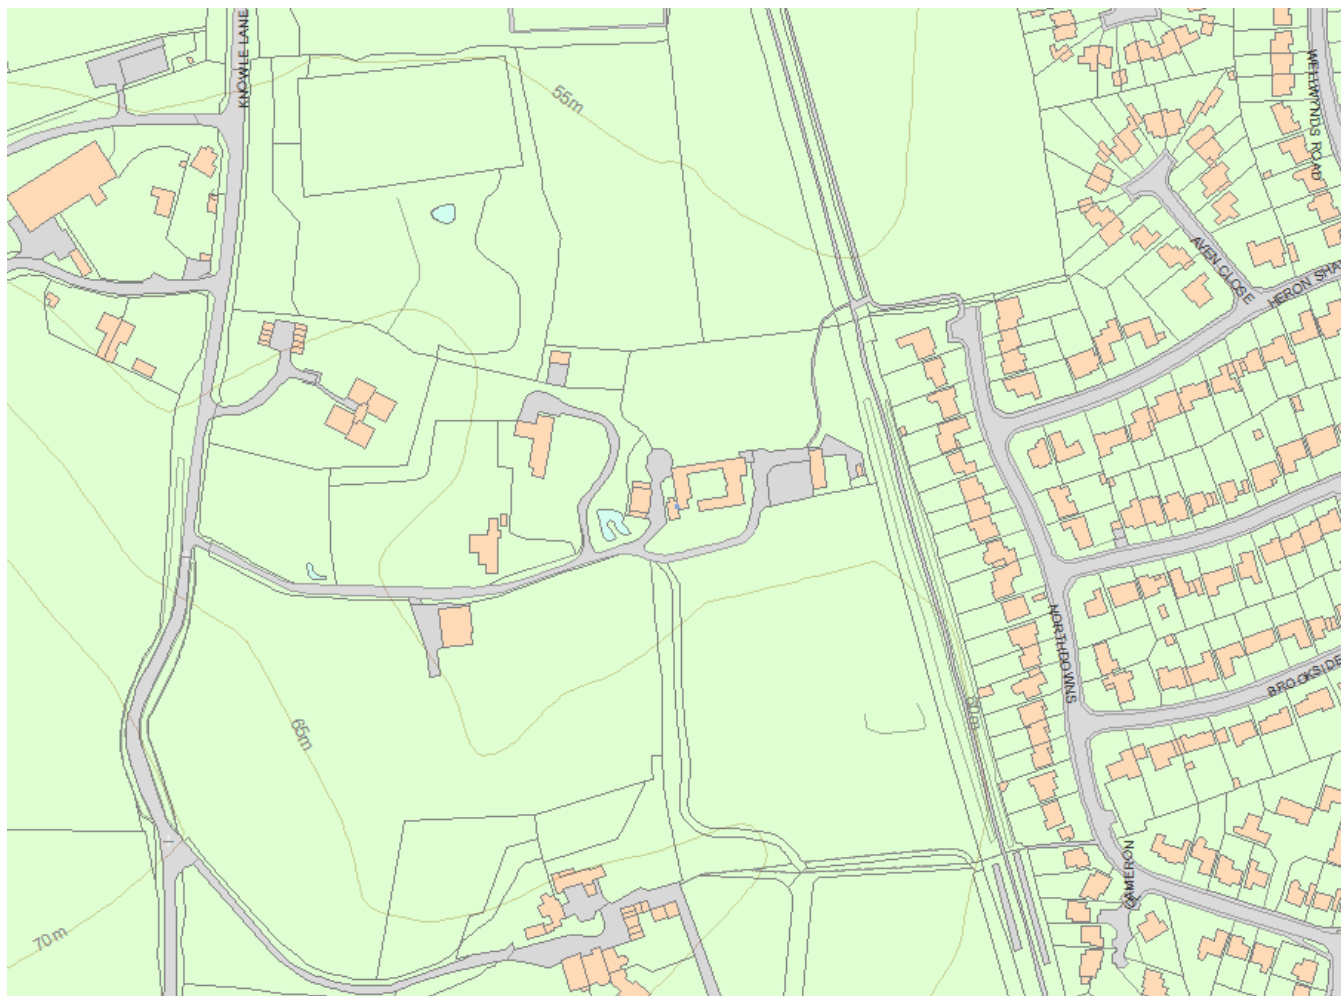 KNOWLE LANE
55m
WELLWYNDS ROAD
AVEN CLOSE
HERON SHA
NORTHDOWNS
BROOKSIDE
65m
CAMERON
70m